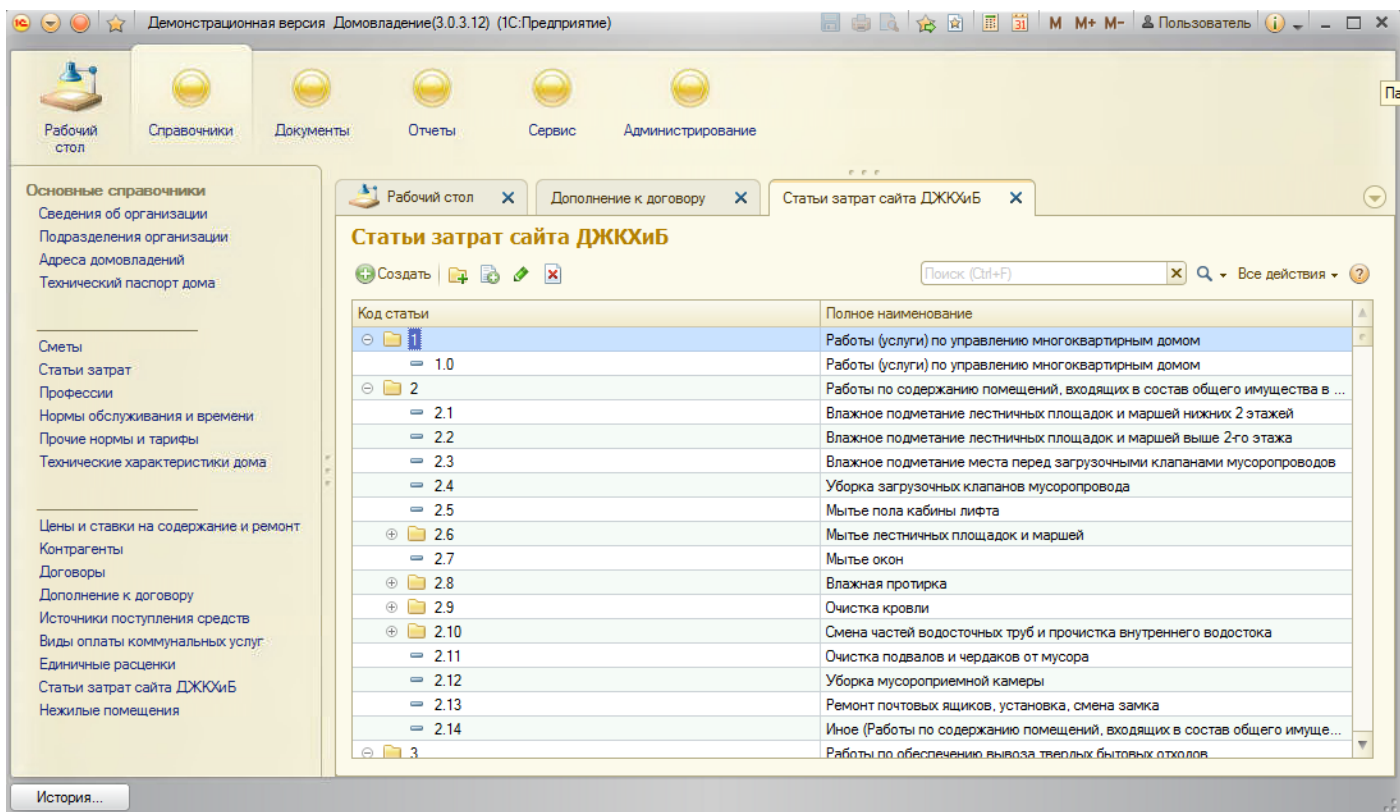 Демонстрационная версия Домовладение(3.0.3.12) (1С:Предприятие)
M M+ M- Пользователь
Рабочий стол
Справочники
Документы
Отчеты
Сервис
Администрирование
Па
Основные справочники
Сведения об организации
Подразделения организации
Адреса домовладений
Технический паспорт дома
Сметы
Статьи затрат
Профессии
Нормы обслуживания и времени
Прочие нормы и тарифы
Технические характеристики дома
Цены и ставки на содержание и ремонт
Контрагенты
Договоры
Дополнение к договору
Источники поступления средств
Виды оплаты коммунальных услуг
Единичные расценки
Статьи затрат сайта ДЖКХиБ
Нежилые помещения
Рабочий стол
Дополнение к договору
Статьи затрат сайта ДЖКХиБ
Статьи затрат сайта ДЖКХиБ
Создать
Поиск (Ctrl+F)
Все действия
Код статьи Полное наименование
1 Работы (услуги) по управлению многоквартирным домом
1.0 Работы (услуги) по управлению многоквартирным домом
2 Работы по содержанию помещений, входящих в состав общего имущества в ...
2.1 Влажное подметание лестничных площадок и маршей нижних 2 этажей
2.2 Влажное подметание лестничных площадок и маршей выше 2-го этажа
2.3 Влажное подметание места перед загрузочными клапанами мусоропроводов
2.4 Уборка загрузочных клапанов мусоропровода
2.5 Мытье пола кабины лифта
2.6 Мытье лестничных площадок и маршей
2.7 Мытье окон
2.8 Влажная протирка
2.9 Очистка кровли
2.10 Смена частей водосточных труб и прочистка внутреннего водостока
2.11 Очистка подвалов и чердаков от мусора
2.12 Уборка мусороприемной камеры
2.13 Ремонт почтовых ящиков, установка, смена замка
2.14 Иное (Работы по содержанию помещений, входящих в состав общего имуще...
3 Работы по обеспечению вывоза твердых бытовых отходов
История...